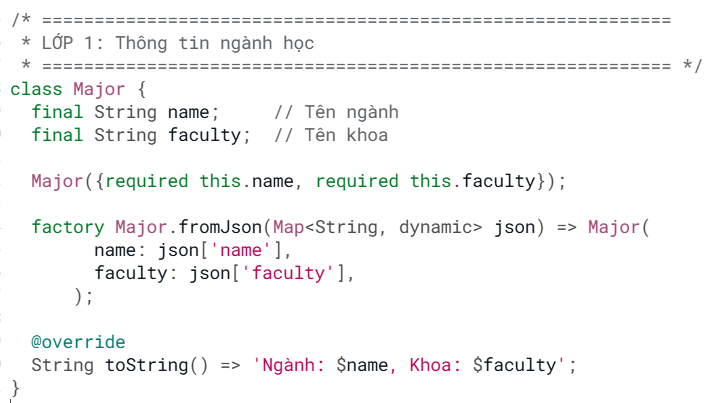 /* ============================================================
 * LỚP 1: Thông tin ngành học
 * ============================================================ */
class Major {
  final String name;     // Tên ngành
  final String faculty;  // Tên khoa
  Major({required this.name, required this.faculty});
  factory Major.fromJson(Map<String, dynamic> json) => Major(
        name: json['name'],
        faculty: json['faculty'],
      );
  @override
  String toString() => 'Ngành: $name, Khoa: $faculty';
}